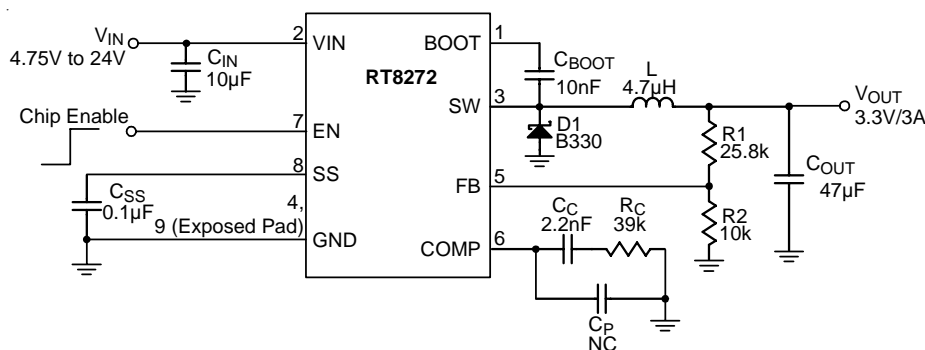 VIN
4.75V to 24V
CIN
10µF
2
VIN
BOOT
1
RT8272
CBOOT
10nF
L
4.7µH
SW
3
VOUT
3.3V/3A
Chip Enable
7
EN
D1
B330
R1
25.8k
COUT
47µF
8
SS
CSS
0.1µF
FB
5
R2
10k
4,
9 (Exposed Pad)
GND
COMP
6
CC
2.2nF
RC
39k
CP
NC